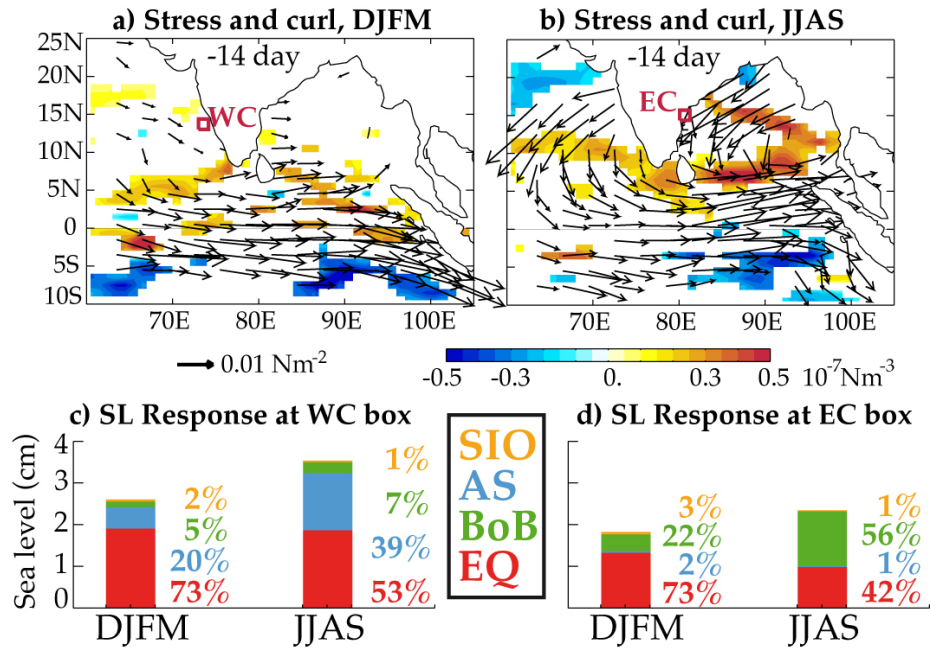 a) Stress and curl, DJFM
b) Stress and curl, JJAS
25N
20N
15N
10N
5N
0
5S
10S
-14 day
WC
-14 day
EC
70E 80E 90E 100E
70E 80E 90E 100E
0.01 Nm-2
-0.5 -0.3 0. 0.3 0.5 10-7Nm-3
c) SL Response at WC box
d) SL Response at EC box
Sea level (cm)
4
3
2
1
0
2%
5%
20%
73%
1%
7%
39%
53%
DJFM JJAS
SIO
AS
BoB
EQ
3%
22%
2%
73%
1%
56%
1%
42%
DJFM JJAS